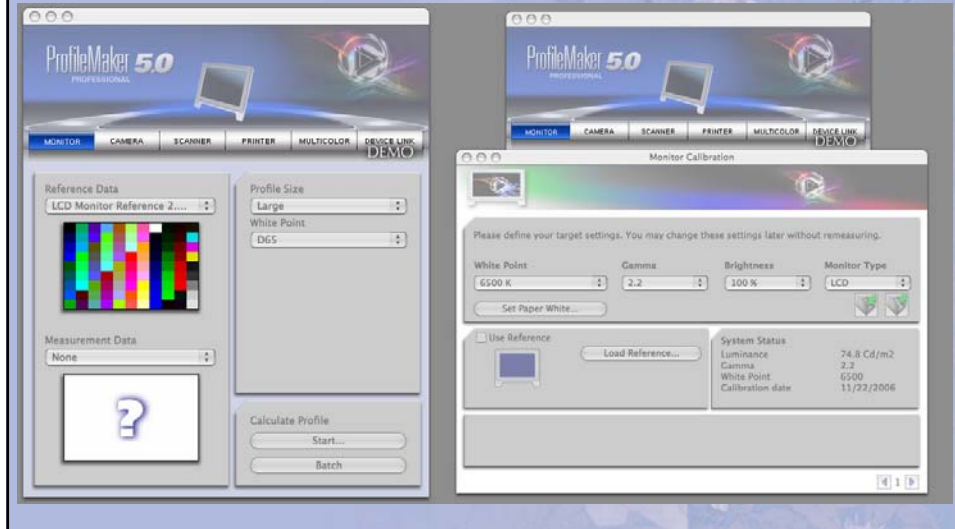 ProfileMaker 5.0
PROFESSIONAL
MONITOR CAMERA SCANNER PRINTER MULTICOLOR DEVICE LINK
DEMO
Reference Data
LCD Monitor Reference 2....
Measurement Data
None
?
Profile Size
Large
White Point
D65
Calculate Profile
Start...
Batch
ProfileMaker 5.0
PROFESSIONAL
MONITOR CAMERA SCANNER PRINTER MULTICOLOR DEVICE LINK
DEMO
Monitor Calibration
Please define your target settings. You may change these settings later without remeasuring.
White Point Gamma Brightness Monitor Type
6500 K 2.2 100 % LCD
Set Paper White...
Use Reference
Load Reference...
System Status
Luminance 74.8 Cd/m2
Gamma 2.2
White Point 6500
Calibration date 11/22/2006
1